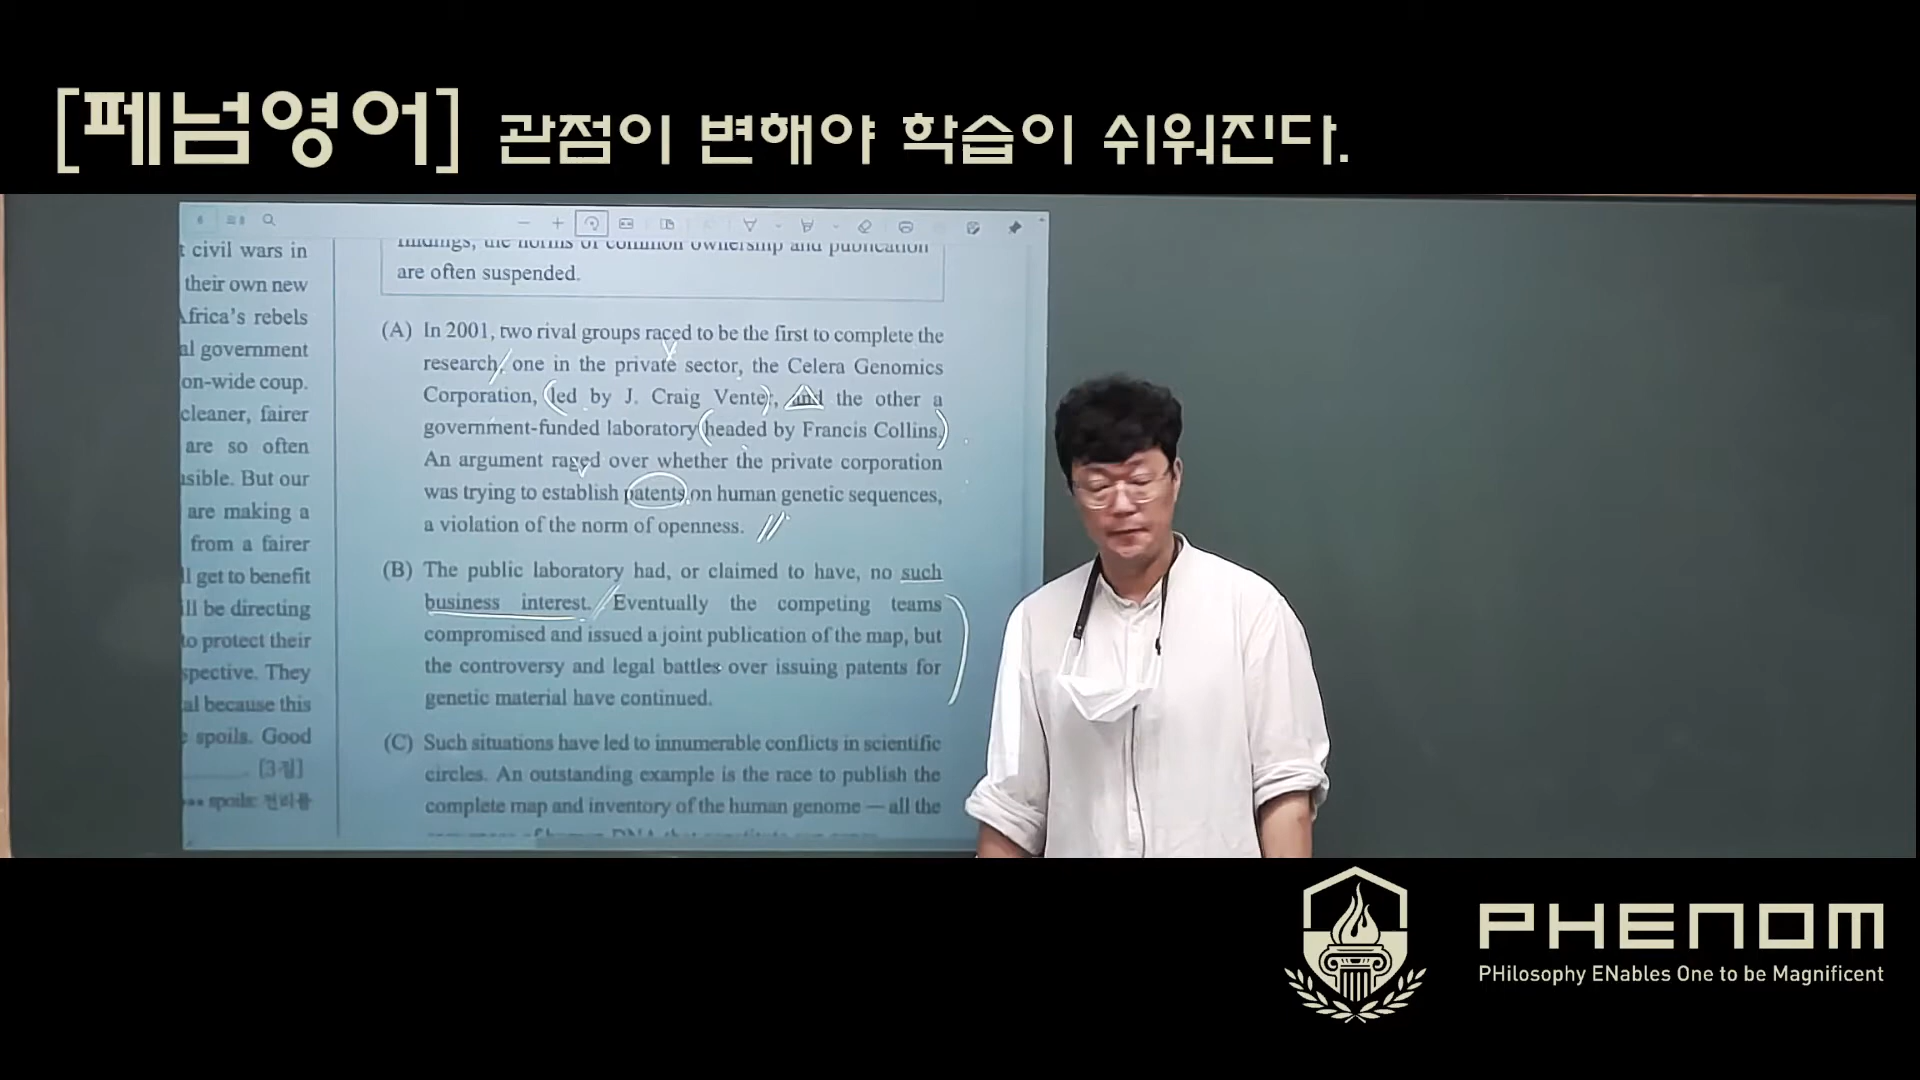 [페넘영어] 관점이 변해야 학습이 쉬워진다.
6
findings, the norms of common ownership and publication
are often suspended.
(A) In 2001, two rival groups raced to be the first to complete the
research, one in the private sector, the Celera Genomics
Corporation, led by J. Craig Venter, and the other a
government-funded laboratory headed by Francis Collins.
An argument raged over whether the private corporation
was trying to establish patents on human genetic sequences,
a violation of the norm of openness.
(B) The public laboratory had, or claimed to have, no such
business interest. Eventually the competing teams
compromised and issued a joint publication of the map, but
the controversy and legal battles over issuing patents for
genetic material have continued.
(C) Such situations have led to innumerable conflicts in scientific
circles. An outstanding example is the race to publish the
complete map and inventory of the human genome — all the
t civil wars in
their own new
Africa's rebels
al government
on-wide coup.
cleaner, fairer
are so often
sible. But our
are making a
from a fairer
ll get to benefit
ill be directing
to protect their
spective. They
al because this
spoils. Good
[3점]
spoils: 전리품
PHENOM
PHilosophy ENables One to be Magnificent